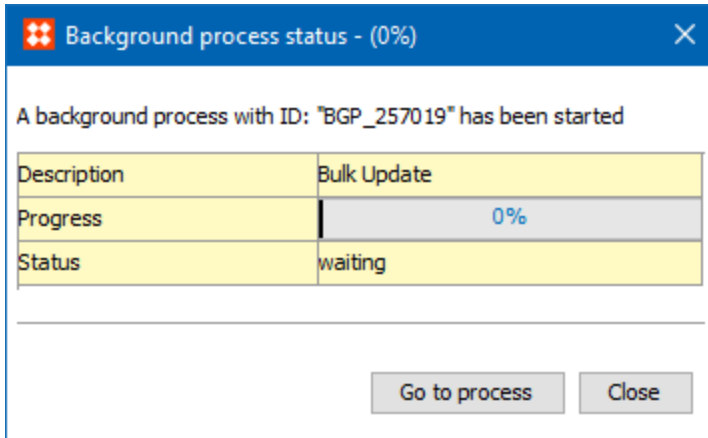 Background process status - (0%)
A background process with ID: "BGP_257019" has been started
Description Bulk Update
Progress 0%
Status waiting
Go to process Close